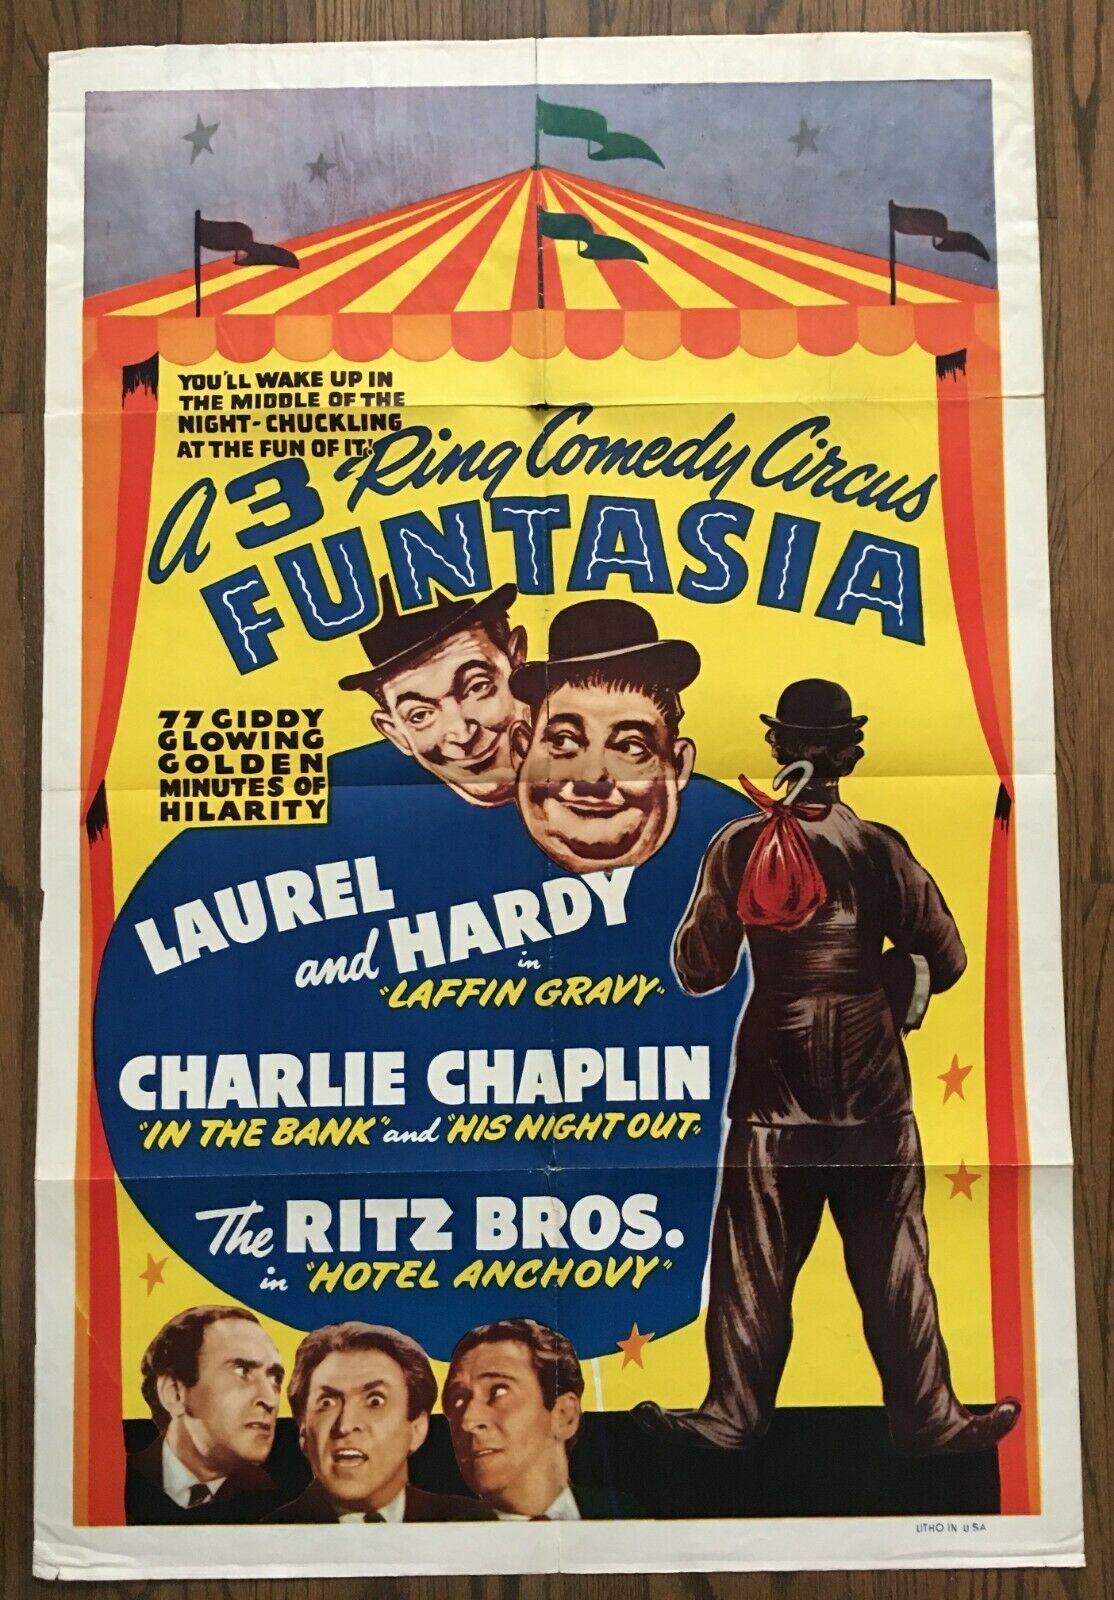 YOU'LL WAKE UP IN
THE MIDDLE OF THE
NIGHT-CHUCKLING
AT THE FUN OF IT!
A 3 Ring Comedy Circus
FUNTASIA
77 GIDDY
GLOWING
GOLDEN
MINUTES OF
HILARITY
LAUREL
and HARDY
in
"LAFFIN GRAVY"
CHARLIE CHAPLIN
"IN THE BANK" and "HIS NIGHT OUT"
The RITZ BROS.
in "HOTEL ANCHOVY"
LITHO. IN U.S.A